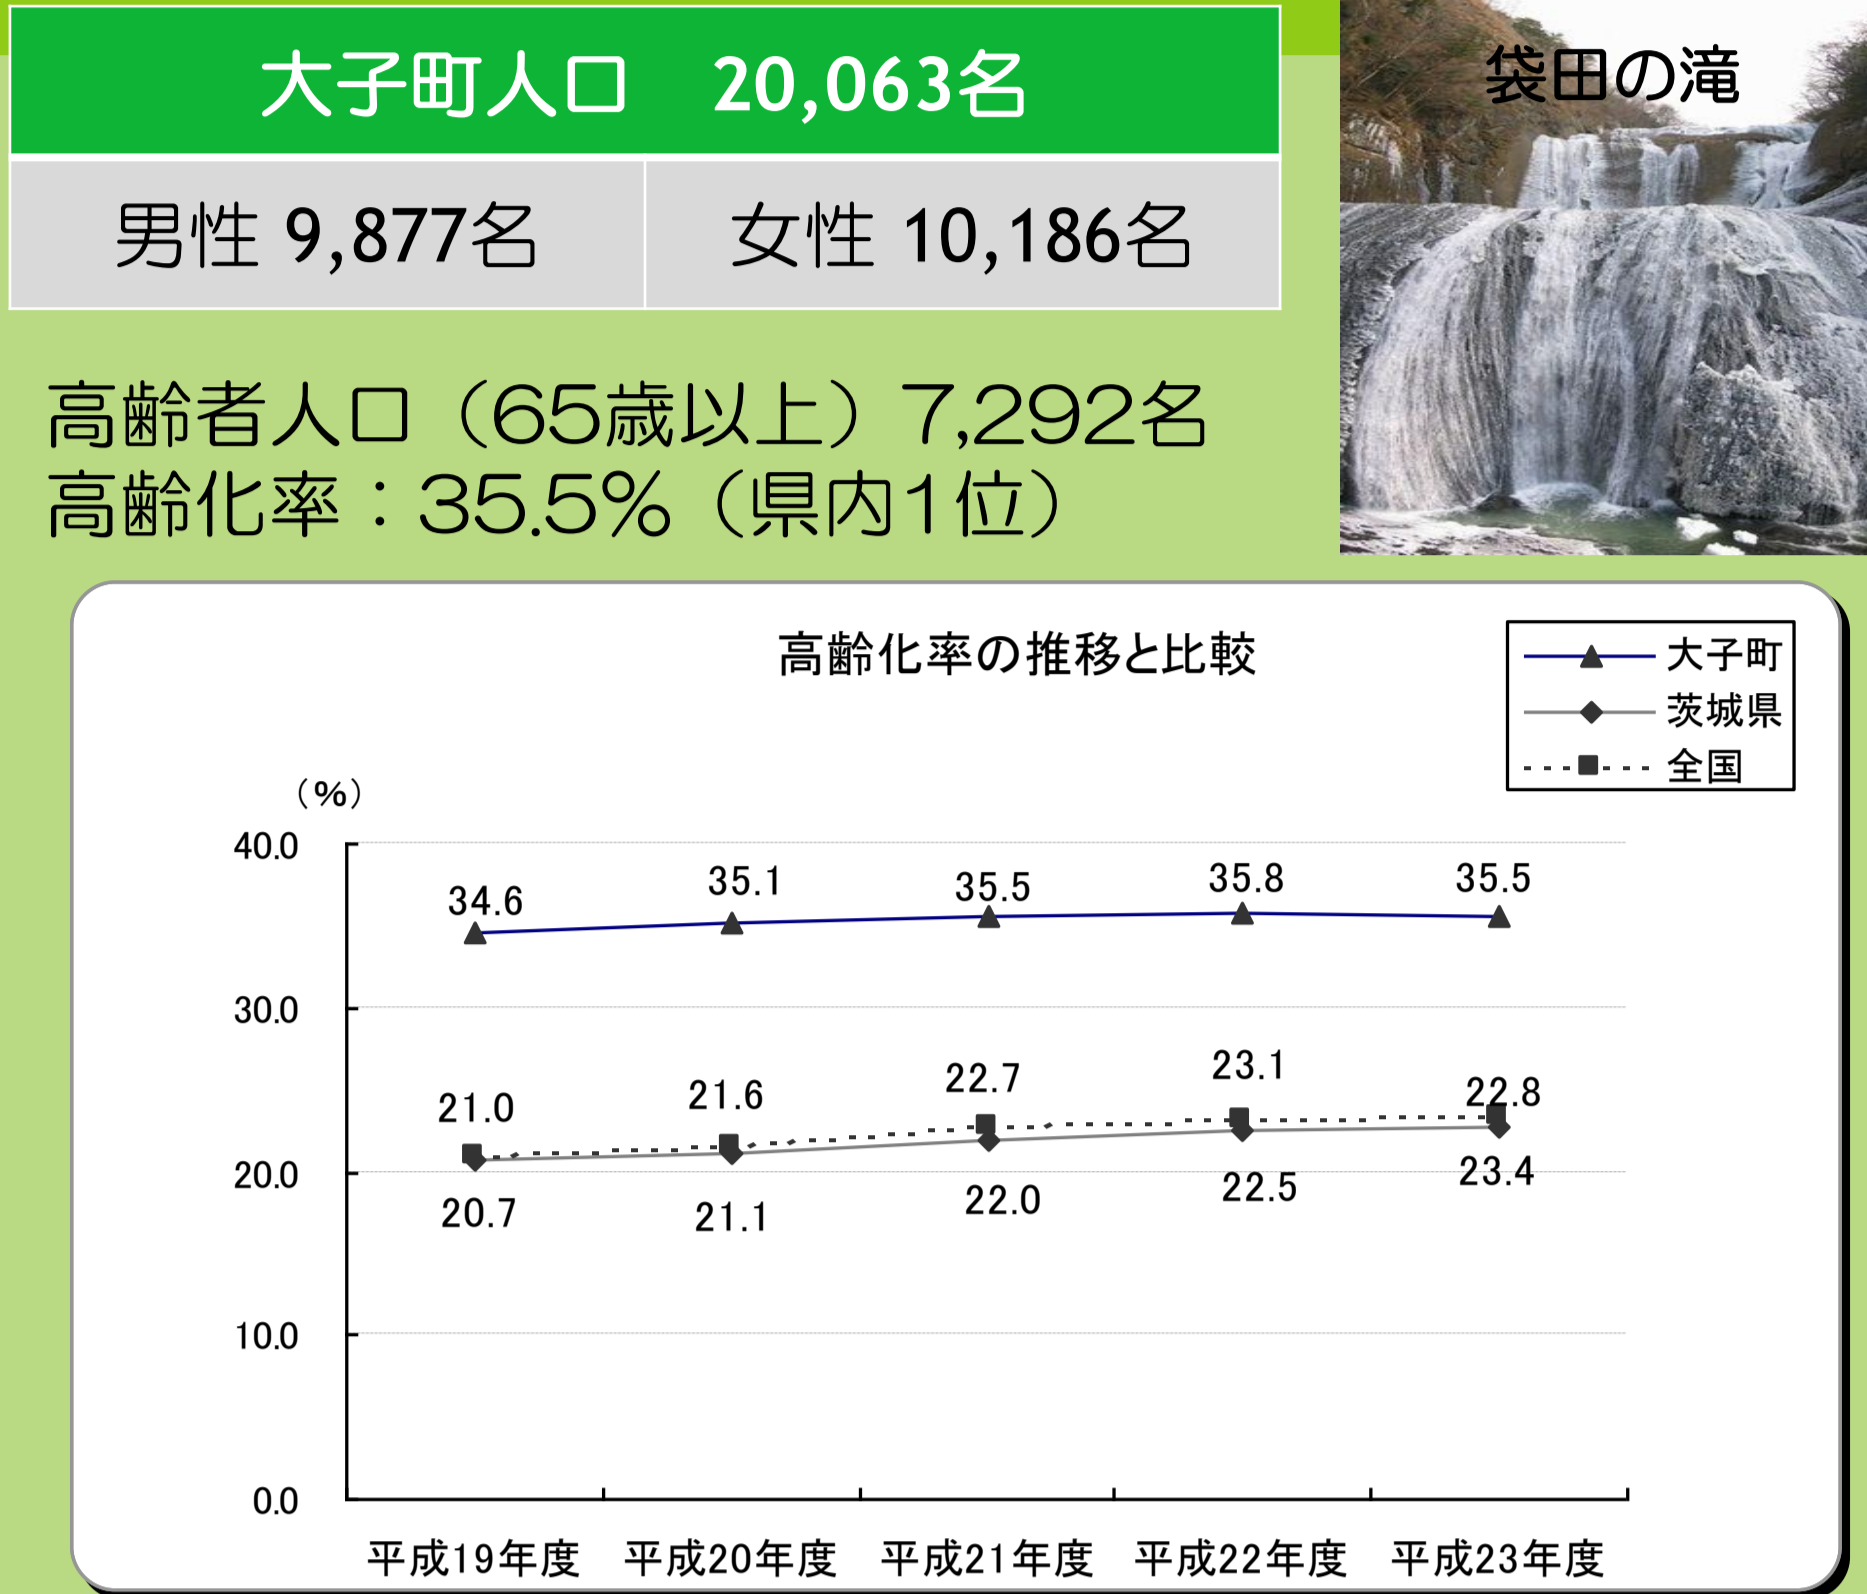 大子町人口　20,063名
男性 9,877名
女性 10,186名
袋田の滝
高齢者人口（65歳以上）7,292名
高齢化率：35.5%（県内1位）
高齢化率の推移と比較
大子町
茨城県
全国
（%）
40.0
30.0
20.0
10.0
0.0
34.6
35.1
35.5
35.8
35.5
21.0
21.6
22.7
23.1
22.8
20.7
21.1
22.0
22.5
23.4
平成19年度
平成20年度
平成21年度
平成22年度
平成23年度